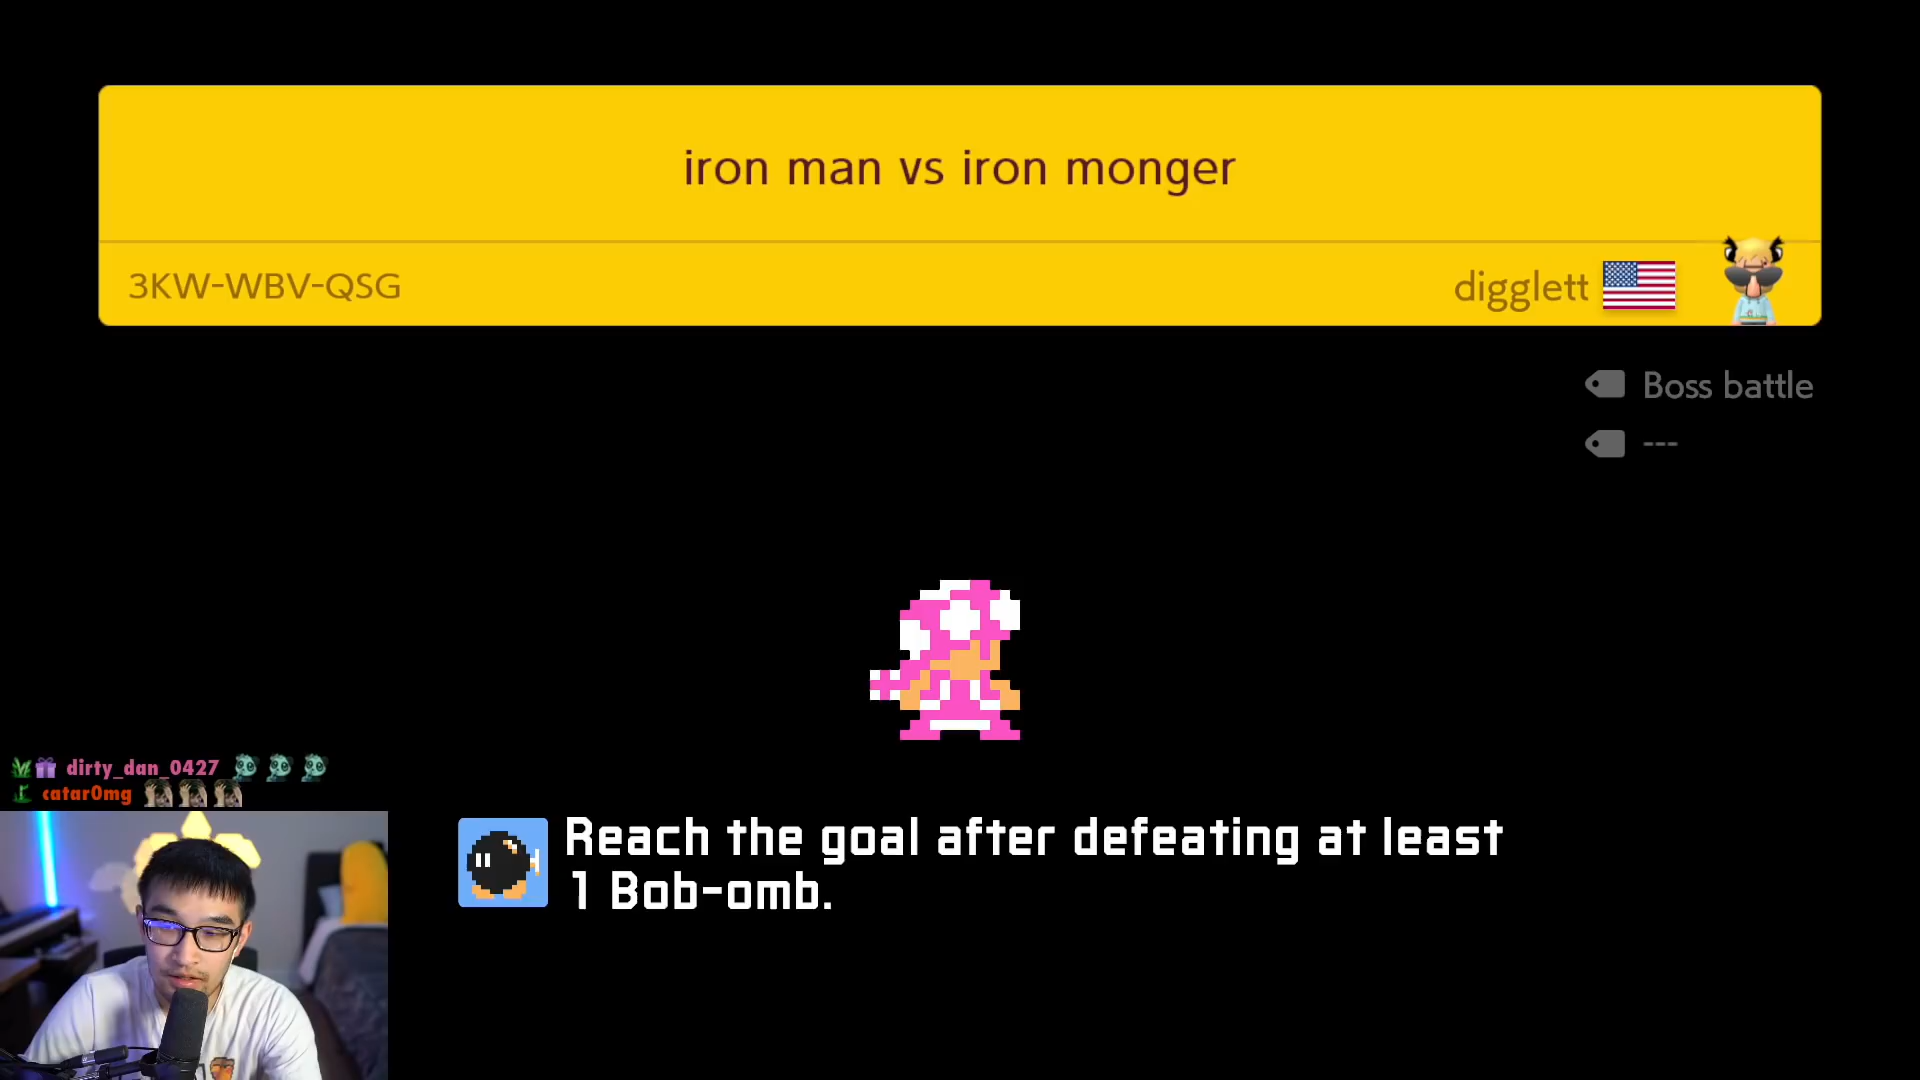 iron man vs iron monger
3KW-WBV-QSG
digglett
Boss battle
---
dirty_dan_0427
catar0mg
Reach the goal after defeating at least
1 Bob-omb.